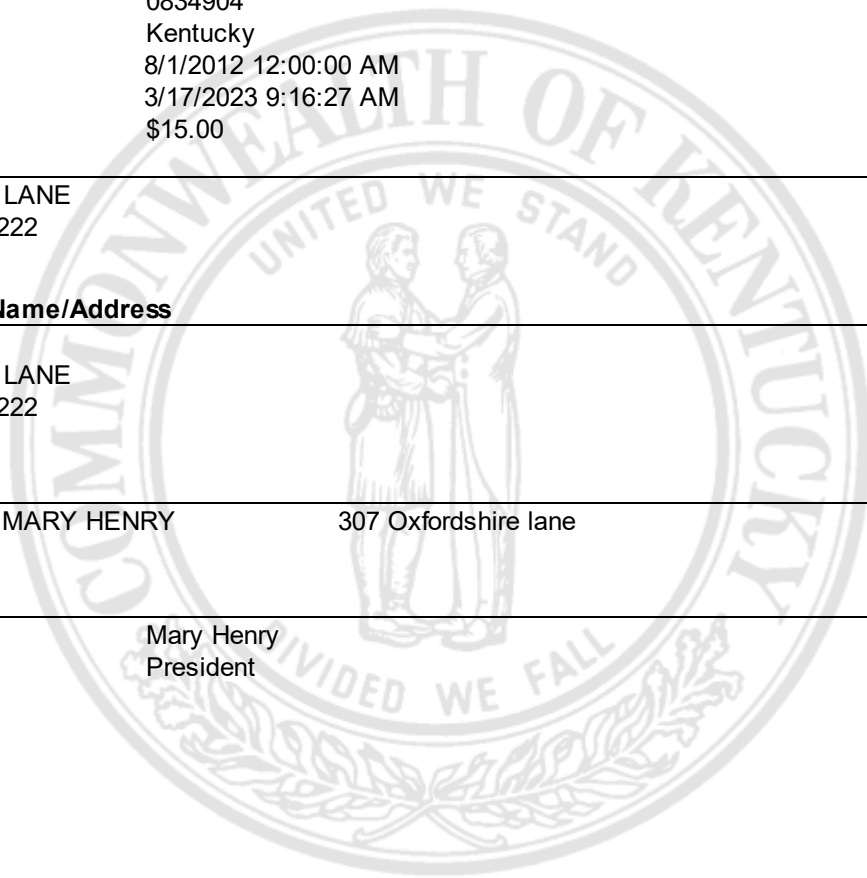 0834904
Kentucky
8/1/2012 12:00:00 AM
3/17/2023 9:16:27 AM
$15.00
LANE
222
Name/Address
LANE
222
MARY HENRY 307 Oxfordshire lane
Mary Henry
President
COMMONWEALTH OF KENTUCKY
UNITED WE STAND
DIVIDED WE FALL